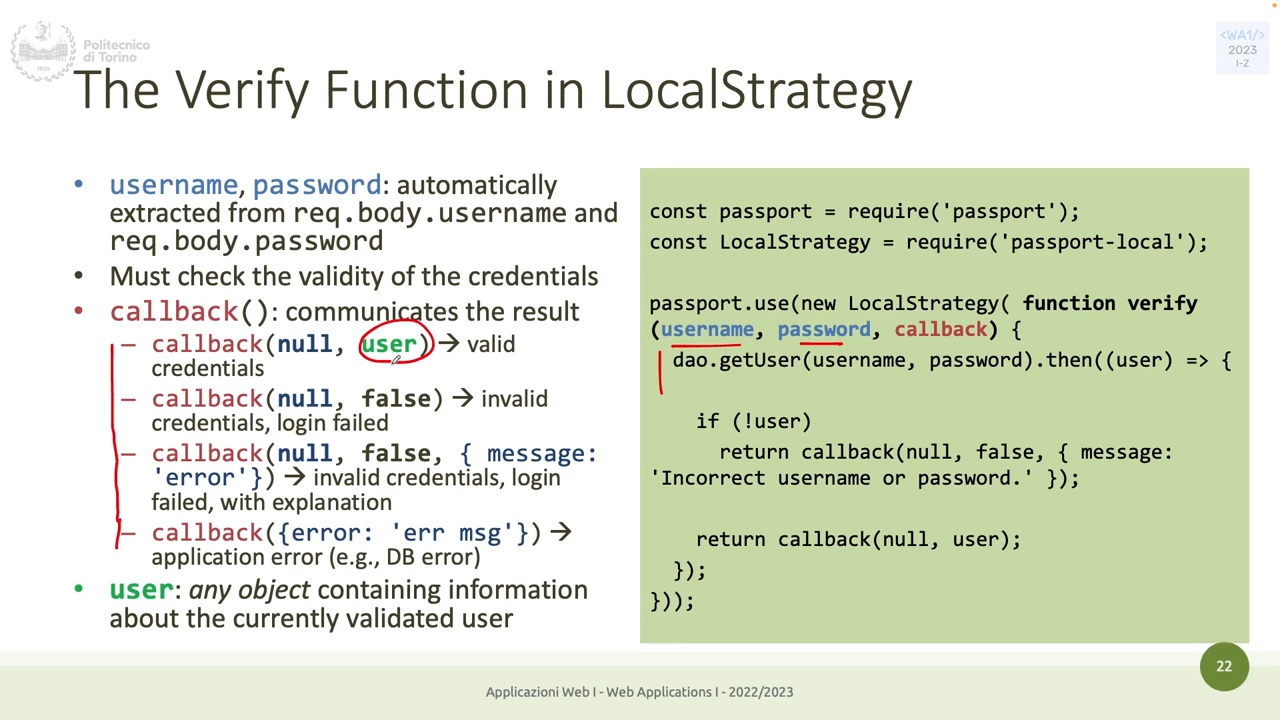 Politecnico
di Torino
1859
<WA1/>
2023
I-Z
The Verify Function in LocalStrategy
• username, password: automatically
extracted from req.body.username and
req.body.password
• Must check the validity of the credentials
• callback(): communicates the result
– callback(null, user) → valid
credentials
– callback(null, false) → invalid
credentials, login failed
– callback(null, false, { message:
'error'}) → invalid credentials, login
failed, with explanation
– callback({error: 'err msg'}) →
application error (e.g., DB error)
• user: any object containing information
about the currently validated user
const passport = require('passport');
const LocalStrategy = require('passport-local');
passport.use(new LocalStrategy( function verify
(username, password, callback) {
dao.getUser(username, password).then((user) => {
if (!user)
return callback(null, false, { message:
'Incorrect username or password.' });
return callback(null, user);
});
}));
22
Applicazioni Web I - Web Applications I - 2022/2023